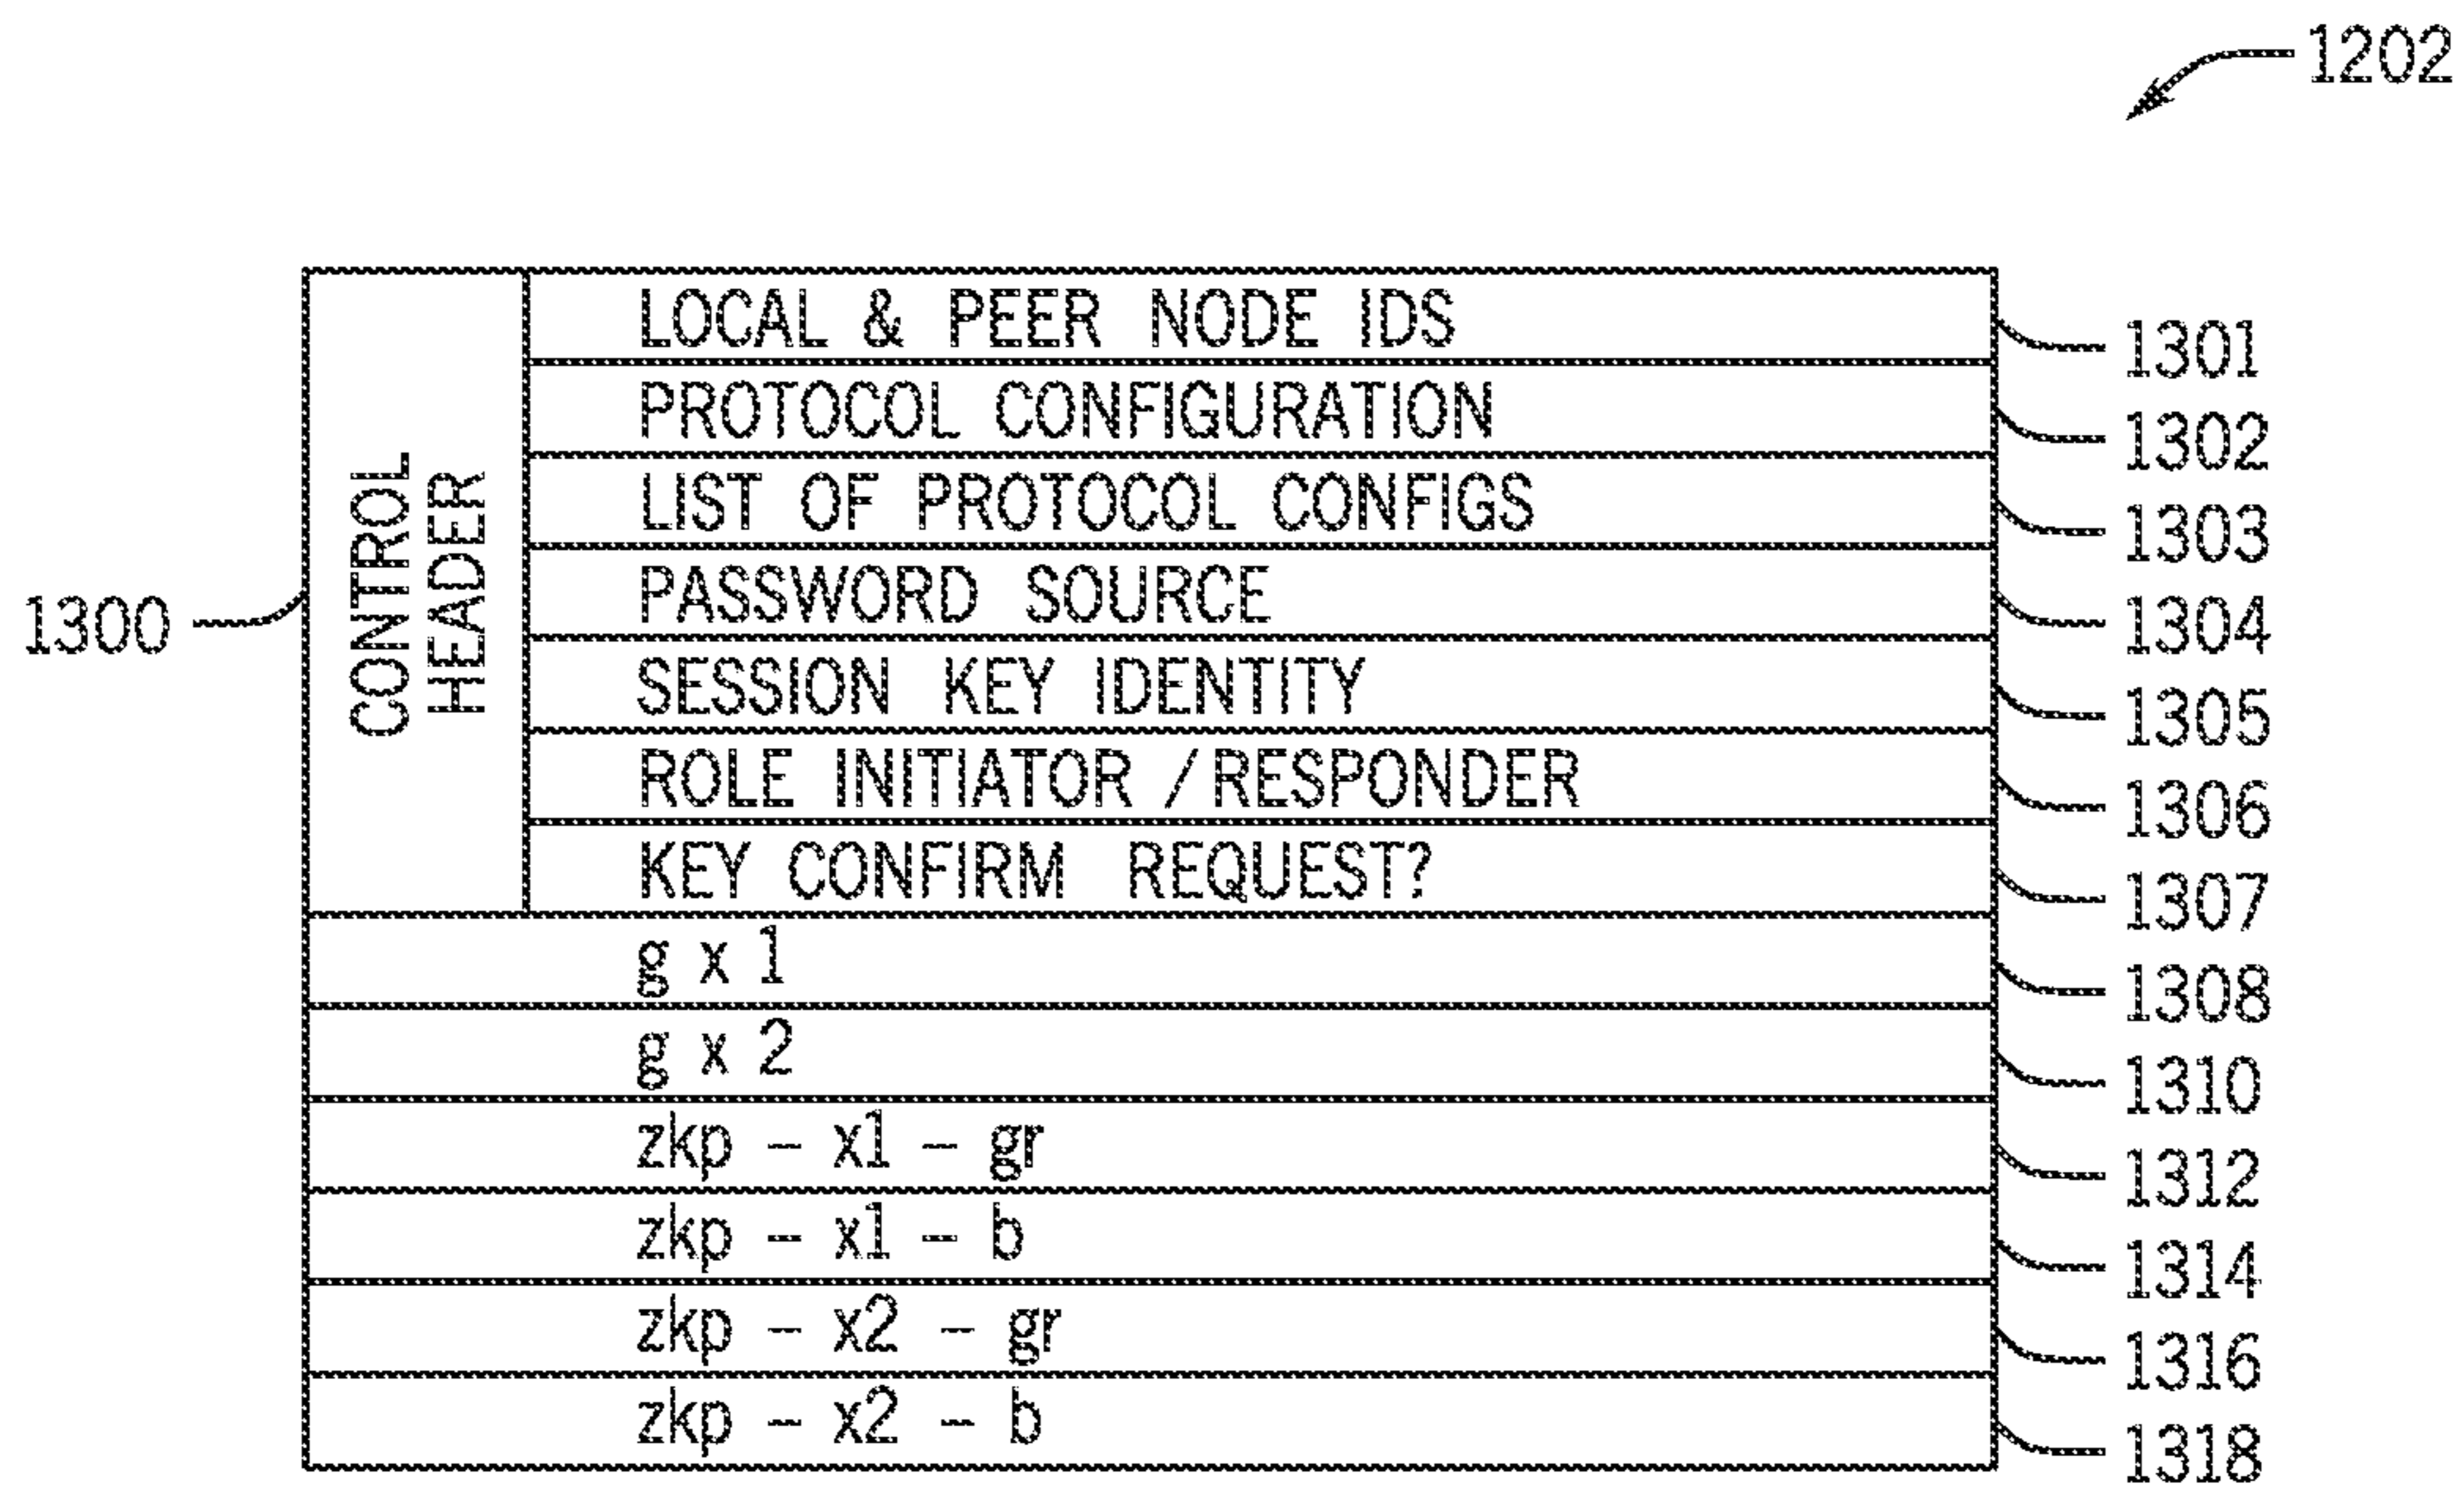 1202
LOCAL & PEER NODE IDS
1301
PROTOCOL CONFIGURATION
1302
LIST OF PROTOCOL CONFIGS
1303
1300
CONTROL
HEADER
PASSWORD SOURCE
1304
SESSION KEY IDENTITY
1305
ROLE INITIATOR / RESPONDER
1306
KEY CONFIRM REQUEST?
1307
g x 1
1308
g x 2
1310
zkp - x1 - gr
1312
zkp - x1 - b
1314
zkp - x2 - gr
1316
zkp - x2 - b
1318